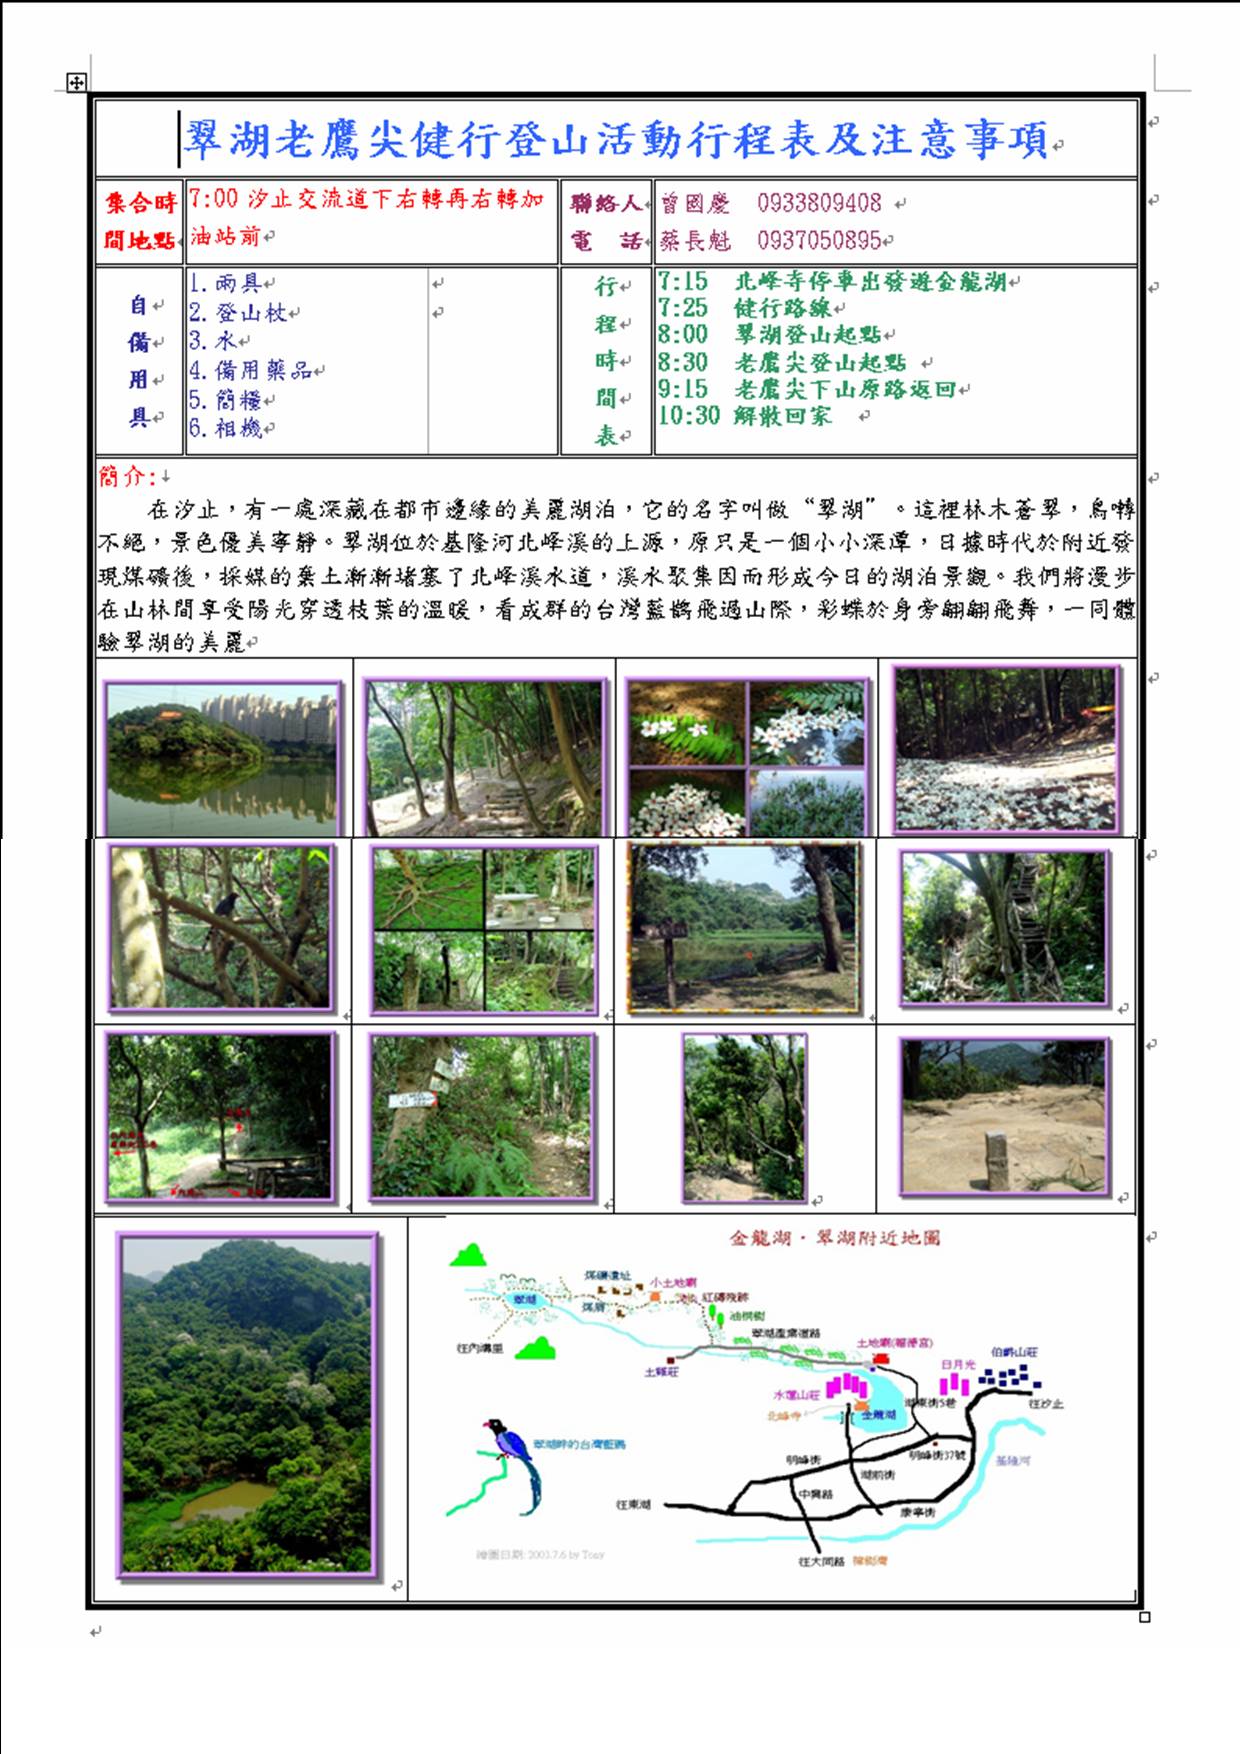 翠湖老鷹尖健行登山活動行程表及注意事項
集合時間地點
7:00 汐止交流道下右轉再右轉加
油站前
聯絡人
電 話
曾國慶 0933809408
蔡長魁 0937050895
自備用具
1.雨具
2.登山杖
3.水
4.備用藥品
5.簡糧
6.相機
行程時間表
7:15 北峰寺停車出發遊金龍湖
7:25 健行路線
8:00 翠湖登山起點
8:30 老鷹尖登山起點
9:15 老鷹尖下山原路返回
10:30 解散回家
簡介:
在汐止，有一處深藏在都市邊緣的美麗湖泊，它的名字叫做“翠湖”。這裡林木蒼翠，鳥囀
不絕，景色優美寧靜。翠湖位於基隆河北峰溪的上源，原只是一個小小深潭，日據時代於附近發
現煤礦後，採媒的棄土漸漸堵塞了北峰溪水道，溪水聚集因而形成今日的湖泊景觀。我們將漫步
在山林間享受陽光穿透枝葉的溫暖，看成群的台灣藍鵲飛過山際，彩蝶於身旁翩翩飛舞，一同體
驗翠湖的美麗
金龍湖．翠湖附近地圖
煤礦遺址
小土地廟
翠湖
煤屑
紅磚殘跡
油桐樹
往內溝里
翠湖產業道路
土雞莊
土地廟(福德宮)
伯爵山莊
日月光
水蓮山莊
湖東街5巷
往汐止
北峰寺
金龍湖
翠湖畔的台灣藍鵲
明峰街
明峰街37號
基隆河
湖前街
中興路
往東湖
康寧街
繪圖日期: 2003.7.6 by Tony
往大同路